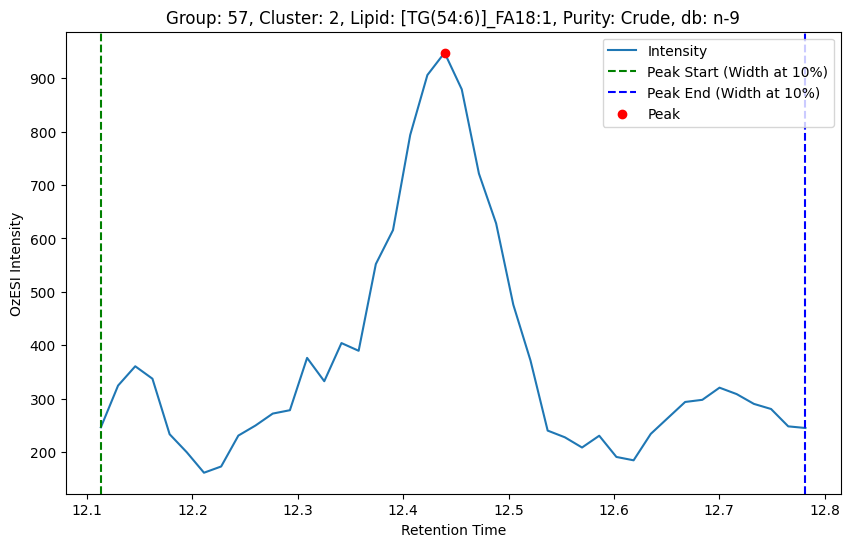 Group: 57, Cluster: 2, Lipid: [TG(54:6)]_FA18:1, Purity: Crude, db: n-9
Intensity
Peak Start (Width at 10%)
Peak End (Width at 10%)
Peak
OzESI Intensity
900
800
700
600
500
400
300
200
12.1
12.2
12.3
12.4
12.5
12.6
12.7
12.8
Retention Time